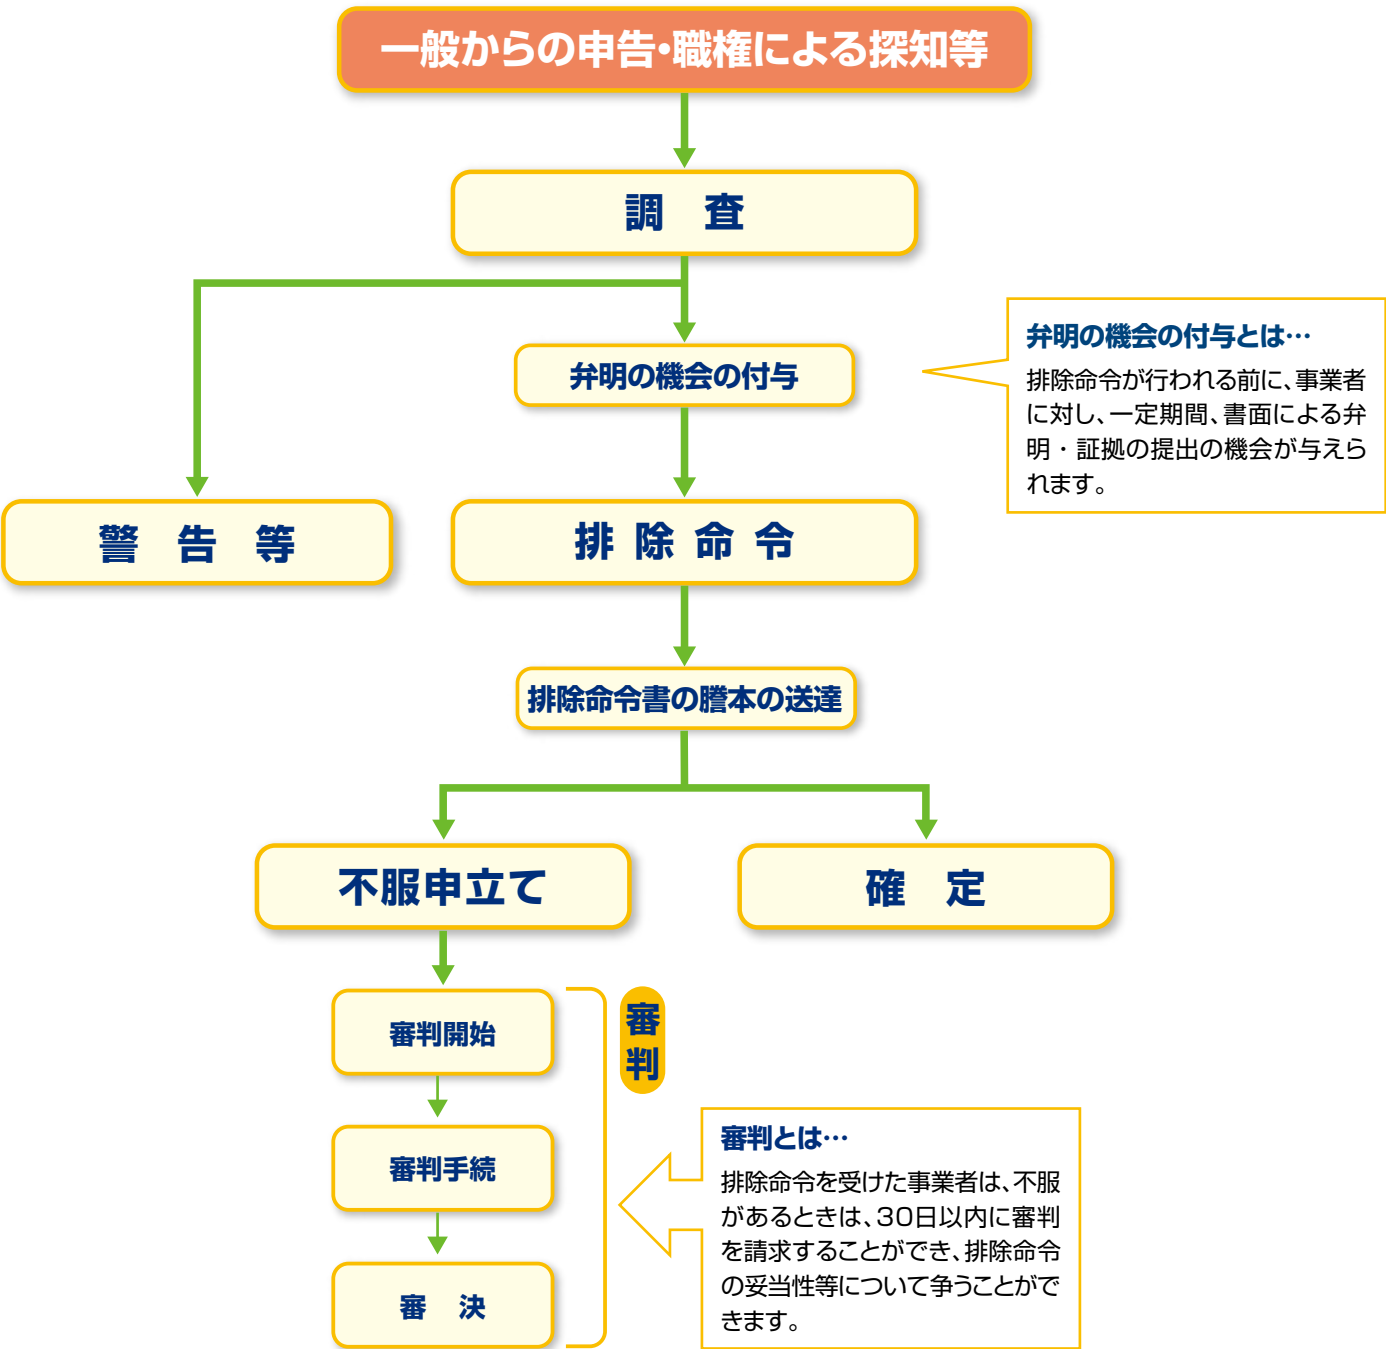 一般からの申告・職権による探知等
調　査
弁明の機会の付与
弁明の機会の付与とは…
排除命令が行われる前に、事業者
に対し、一定期間、書面による弁
明・証拠の提出の機会が与えら
れます。
警　告　等
排 除 命 令
排除命令書の謄本の送達
不服申立て
確　定
審判開始
審判
審判手続
審　決
審判とは…
排除命令を受けた事業者は、不服
があるときは、30日以内に審判
を請求することができ、排除命令
の妥当性等について争うことがで
きます。